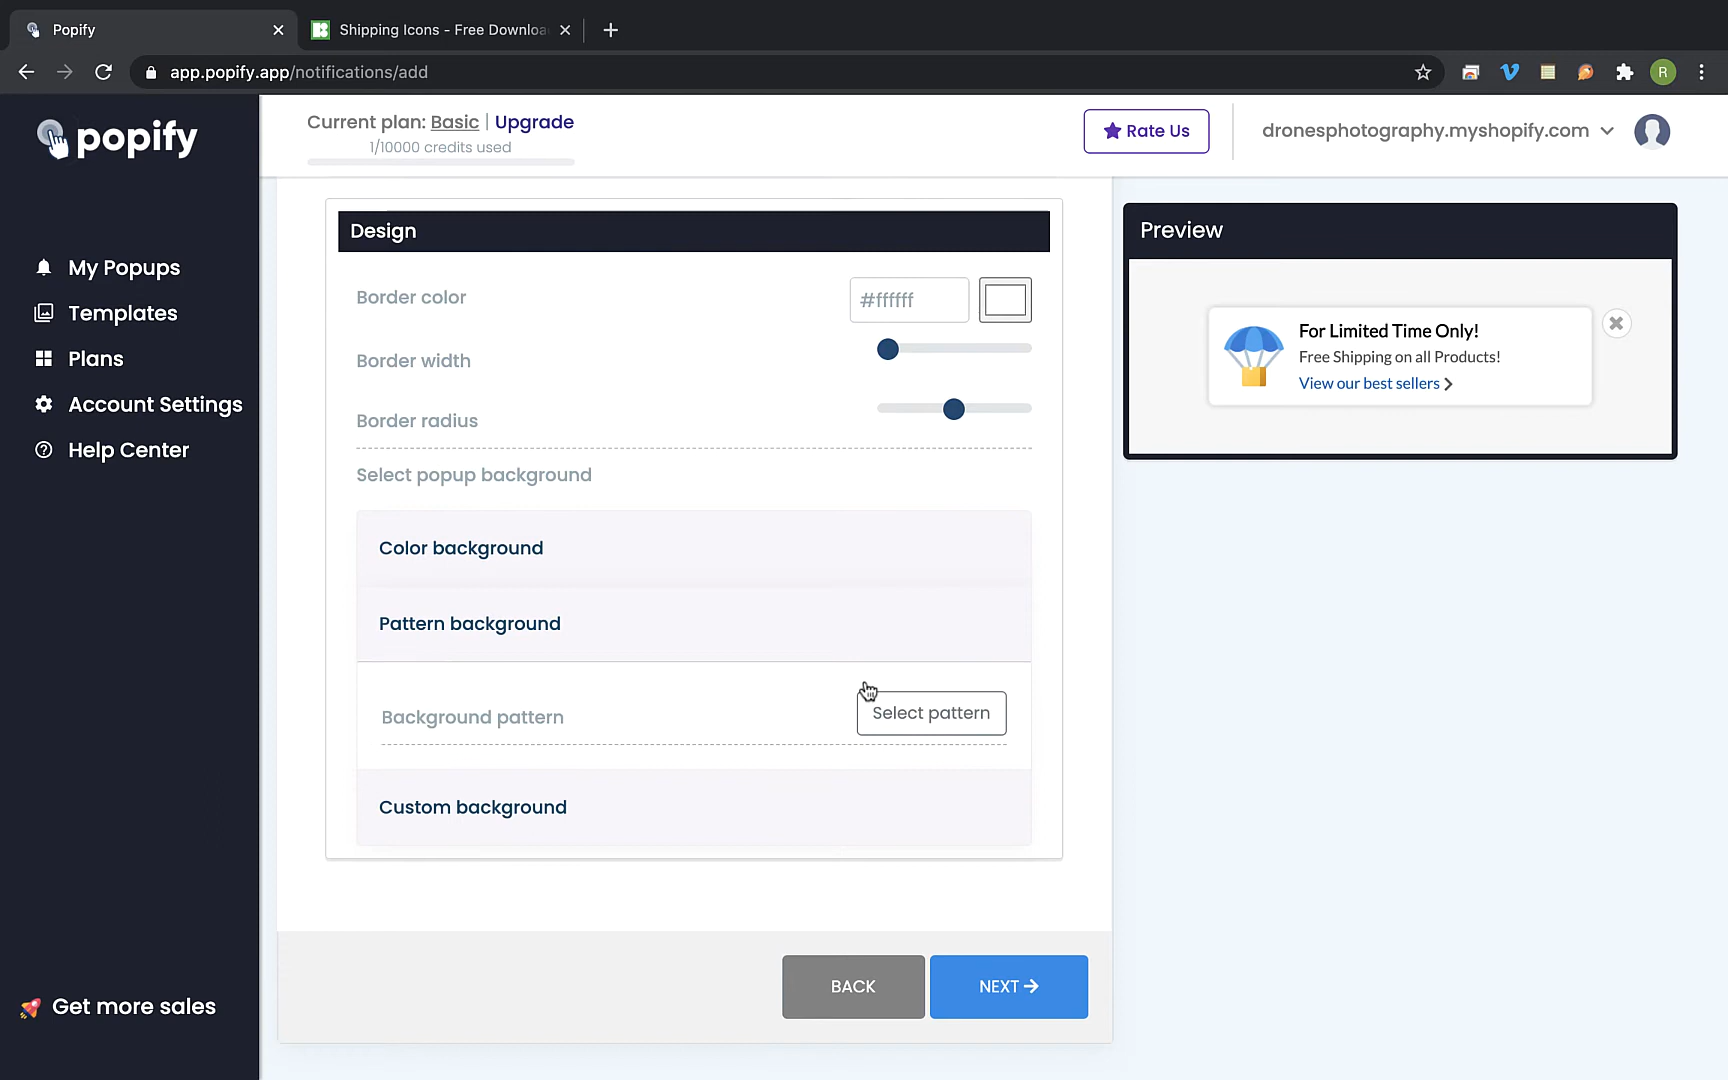 Popify
Shipping Icons - Free Downloa
app.popify.app/notifications/add
R
popify
Current plan: Basic | Upgrade
1/10000 credits used
Rate Us
dronesphotography.myshopify.com
My Popups
Templates
Plans
Account Settings
Help Center
Get more sales
Design
Border color
#ffffff
Border width
Border radius
Select popup background
Color background
Pattern background
Background pattern
Select pattern
Custom background
BACK
NEXT
Preview
For Limited Time Only!
Free Shipping on all Products!
View our best sellers